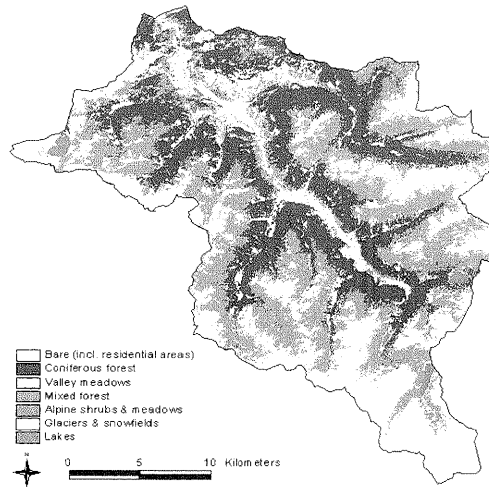 Bare (incl. residential areas)
Coniferous forest
Valley meadows
Mixed forest
Alpine shrubs & meadows
Glaciers & snowfields
Lakes
N
0 5 10 Kilometers